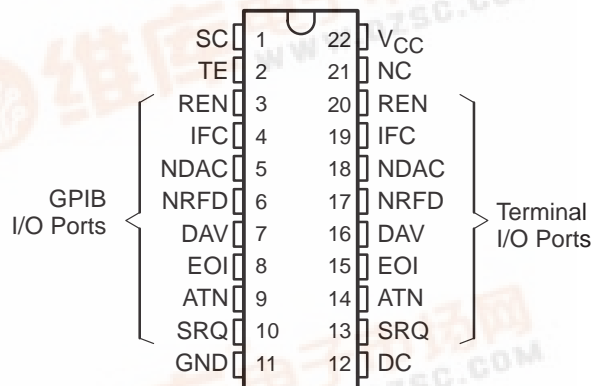 SC 1 22 VCC
TE 2 21 NC
REN 3 20 REN
IFC 4 19 IFC
NDAC 5 18 NDAC
GPIB I/O Ports
NRFD 6 17 NRFD
Terminal I/O Ports
DAV 7 16 DAV
EOI 8 15 EOI
ATN 9 14 ATN
SRQ 10 13 SRQ
GND 11 12 DC